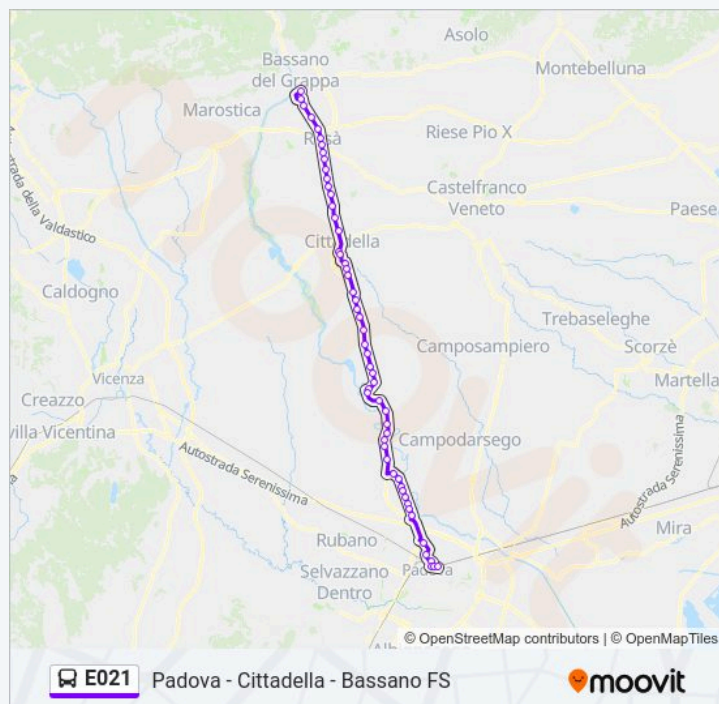 Asolo
Bassano
del Grappa
Montebelluna
Marostica
Rosà
Riese Pio X
Autostrada della Valdastico
Castelfranco
Veneto
Paese
Cittadella
Caldogno
Trebaseleghe
Camposampiero
Scorzè
Vicenza
Martella
Creazzo
villa Vicentina
Campodarsego
Autostrada Serenissima
Autostrada Serenissima
Rubano
Mira
Selvazzano
Dentro
Padova
© OpenStreetMap contributors | © OpenMapTiles
E021
Padova - Cittadella - Bassano FS
moovit